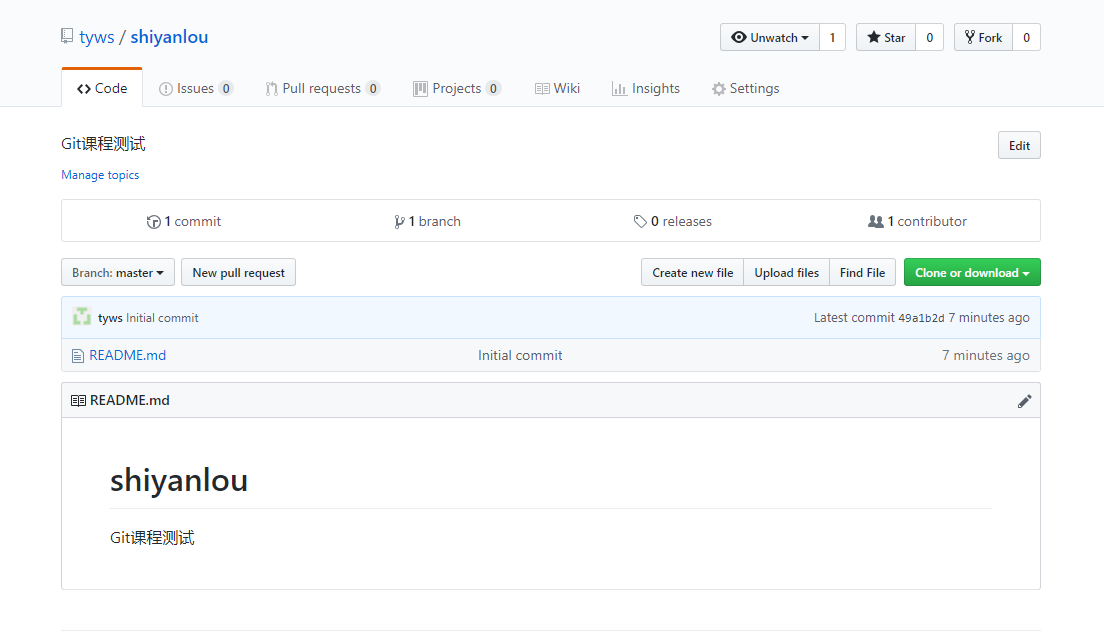 tyws / shiyanlou Unwatch 1 Star 0 Fork 0
Code Issues 0 Pull requests 0 Projects 0 Wiki Insights Settings
Git课程测试 Edit
Manage topics
1 commit 1 branch 0 releases 1 contributor
Branch: master New pull request Create new file Upload files Find File Clone or download
tyws Initial commit Latest commit 49a1b2d 7 minutes ago
README.md Initial commit 7 minutes ago
README.md
shiyanlou
Git课程测试